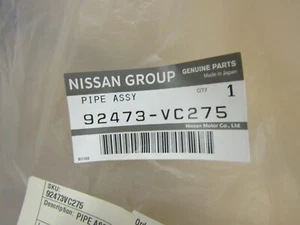 NISSAN GROUP
GENUINE PARTS
Made in Japan
PIPE ASSY
QTY
1
92473-VC275
Nissan Motor Co., Ltd.
SKU:
92473VC275
Description: PIPE ASS